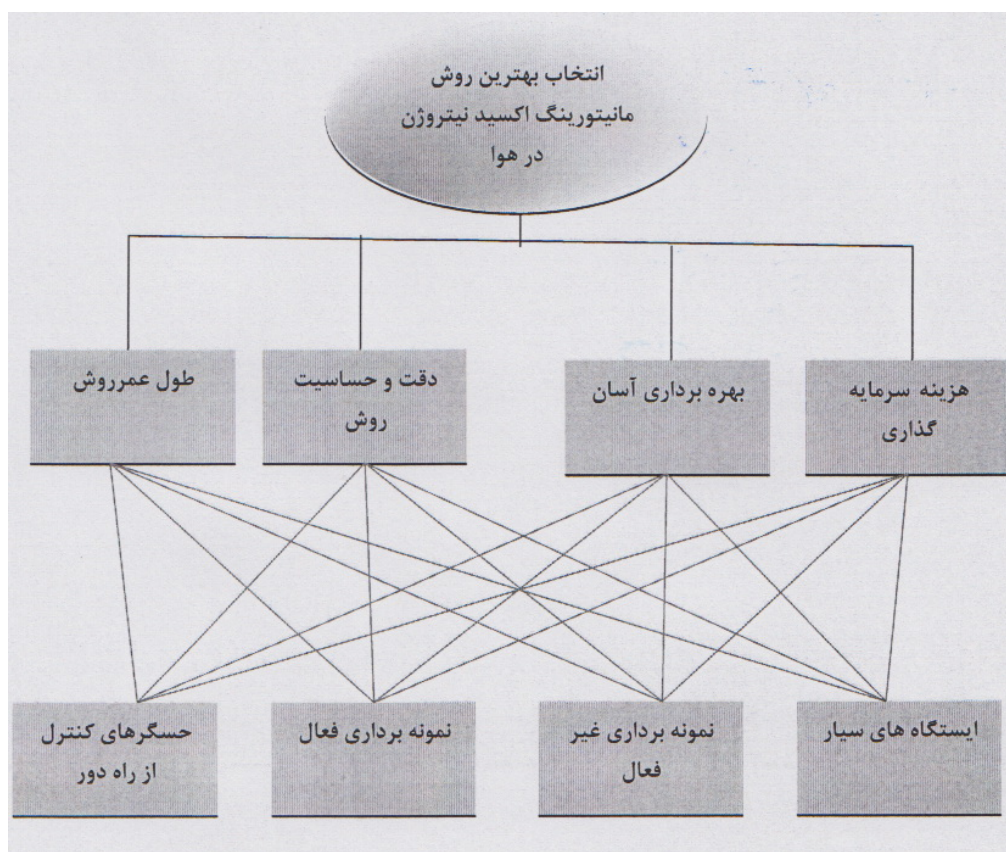 انتخاب بهترین روش
مانیتورینگ اکسید نیتروژن
در هوا
هزینه سرمایه
گذاری
بهره برداری آسان
دقت و حساسیت
روش
طول عمرروش
ایستگاه های سیار
نمونه برداری غیر
فعال
نمونه برداری فعال
حسگرهای کنترل
از راه دور